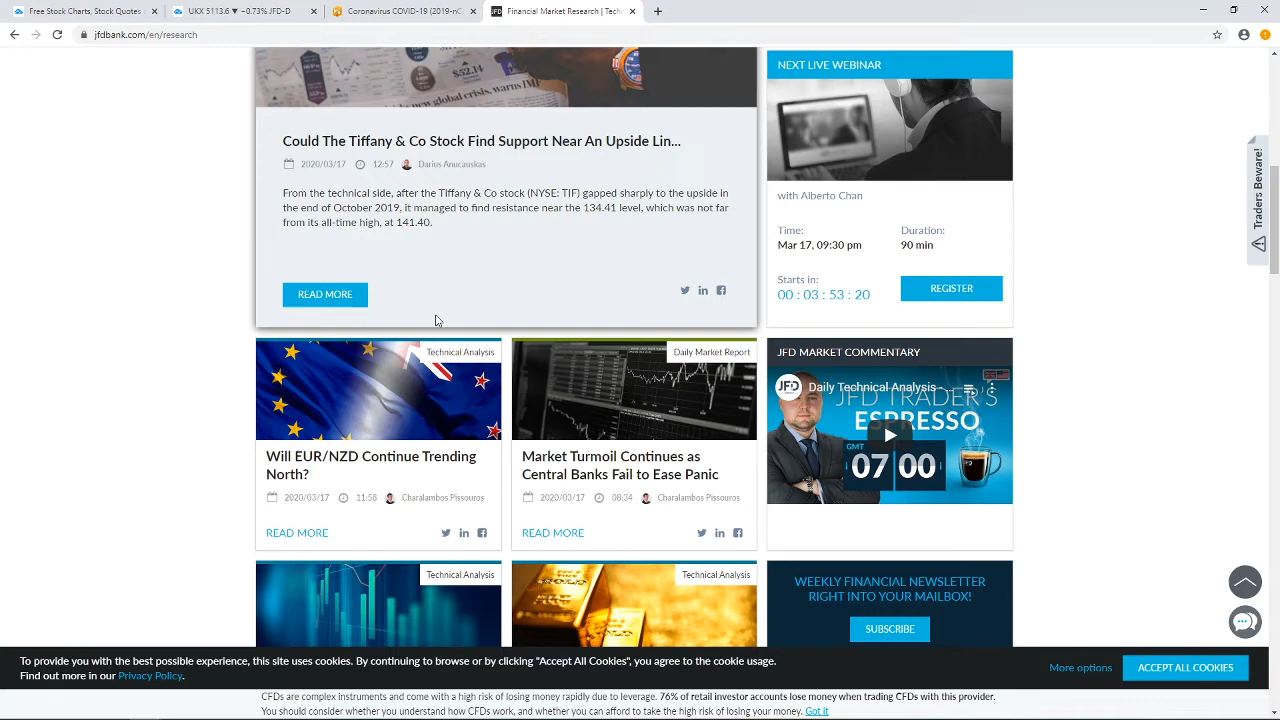 Free Stock Charts, Stock Quotes
UKX 5113.6 ▼ −0.73% JFD-D
Coronavirus COVID-19 (2019-nC
Financial Market Research | Tech
jfdbank.com/en/research
$52.14
new global crisis, warns IMF
Could The Tiffany & Co Stock Find Support Near An Upside Lin...
2020/03/17 12:57 Darius Anucauskas
From the technical side, after the Tiffany & Co stock (NYSE: TIF) gapped sharply to the upside in
the end of October 2019, it managed to find resistance near the 134.41 level, which was not far
from its all-time high, at 141.40.
READ MORE
NEXT LIVE WEBINAR
with Alberto Chan
Time: Duration:
Mar 17, 09:30 pm 90 min
Starts in:
00 : 03 : 53 : 20
REGISTER
Traders Beware!
Technical Analysis
Will EUR/NZD Continue Trending
North?
2020/03/17 11:58 Charalambos Pissouros
READ MORE
Daily Market Report
Market Turmoil Continues as
Central Banks Fail to Ease Panic
2020/03/17 08:34 Charalambos Pissouros
READ MORE
JFD MARKET COMMENTARY
JFD
Daily Technical Analysis - ...
JFD TRADER'S
ESPRESSO
GMT
07 00
Technical Analysis
Technical Analysis
WEEKLY FINANCIAL NEWSLETTER
RIGHT INTO YOUR MAILBOX!
SUBSCRIBE
To provide you with the best possible experience, this site uses cookies. By continuing to browse or by clicking "Accept All Cookies", you agree to the cookie usage.
Find out more in our Privacy Policy.
More options
ACCEPT ALL COOKIES
CFDs are complex instruments and come with a high risk of losing money rapidly due to leverage. 76% of retail investor accounts lose money when trading CFDs with this provider.
You should consider whether you understand how CFDs work, and whether you can afford to take the high risk of losing your money. Got it